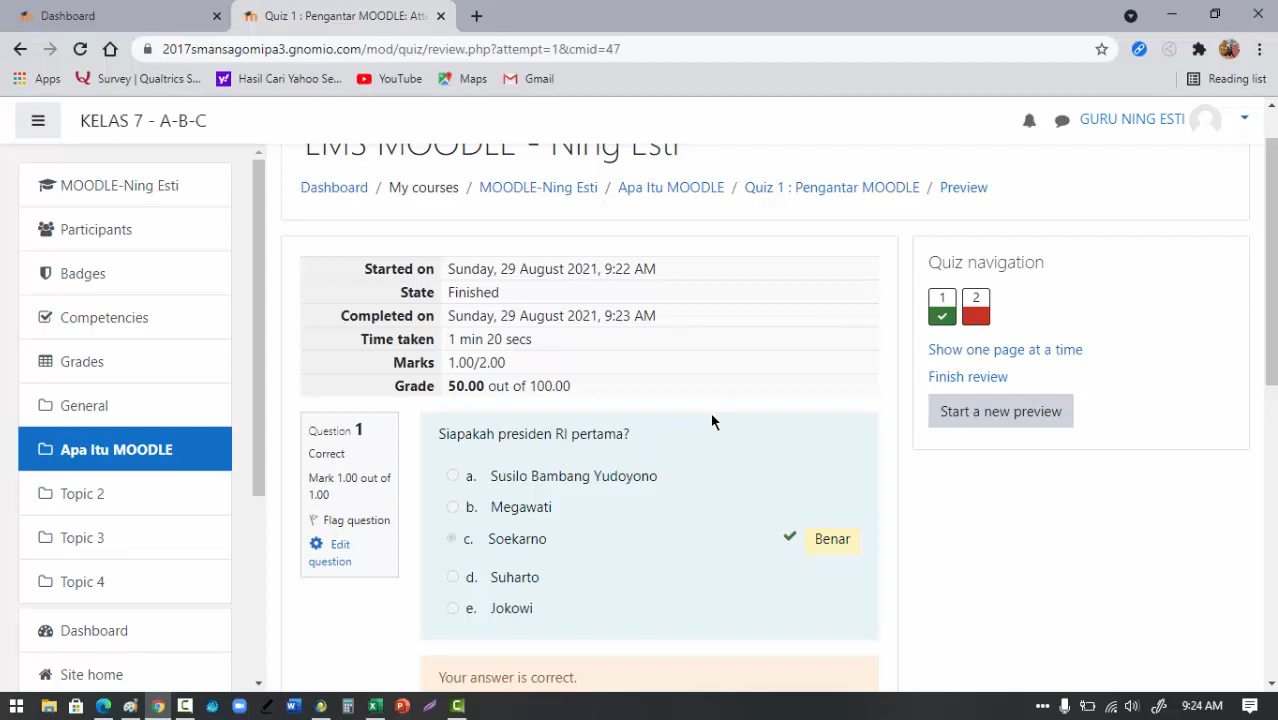 Dashboard
Quiz 1 : Pengantar MOODLE: Atte
2017smansagomipa3.gnomio.com/mod/quiz/review.php?attempt=1&cmid=47
Apps
Survey | Qualtrics S...
Hasil Cari Yahoo Se...
YouTube
Maps
Gmail
Reading list
KELAS 7 - A-B-C
GURU NING ESTI
LMS MOODLE - Ning Esti
Dashboard / My courses / MOODLE-Ning Esti / Apa Itu MOODLE / Quiz 1 : Pengantar MOODLE / Preview
MOODLE-Ning Esti
Participants
Badges
Competencies
Grades
General
Apa Itu MOODLE
Topic 2
Topic 3
Topic 4
Dashboard
Site home
Started on Sunday, 29 August 2021, 9:22 AM
State Finished
Completed on Sunday, 29 August 2021, 9:23 AM
Time taken 1 min 20 secs
Marks 1.00/2.00
Grade 50.00 out of 100.00
Question 1
Correct
Mark 1.00 out of
1.00
Flag question
Edit
question
Siapakah presiden RI pertama?
a. Susilo Bambang Yudoyono
b. Megawati
c. Soekarno
Benar
d. Suharto
e. Jokowi
Your answer is correct.
Quiz navigation
1 2
Show one page at a time
Finish review
Start a new preview
9:24 AM